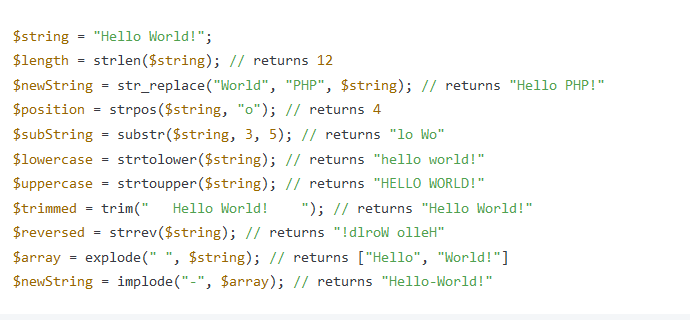 $string = "Hello World!";
$length = strlen($string); // returns 12
$newString = str_replace("World", "PHP", $string); // returns "Hello PHP!"
$position = strpos($string, "o"); // returns 4
$subString = substr($string, 3, 5); // returns "lo Wo"
$lowercase = strtolower($string); // returns "hello world!"
$uppercase = strtoupper($string); // returns "HELLO WORLD!"
$trimmed = trim("   Hello World!    "); // returns "Hello World!"
$reversed = strrev($string); // returns "!dlroW olleH"
$array = explode(" ", $string); // returns ["Hello", "World!"]
$newString = implode("-", $array); // returns "Hello-World!"